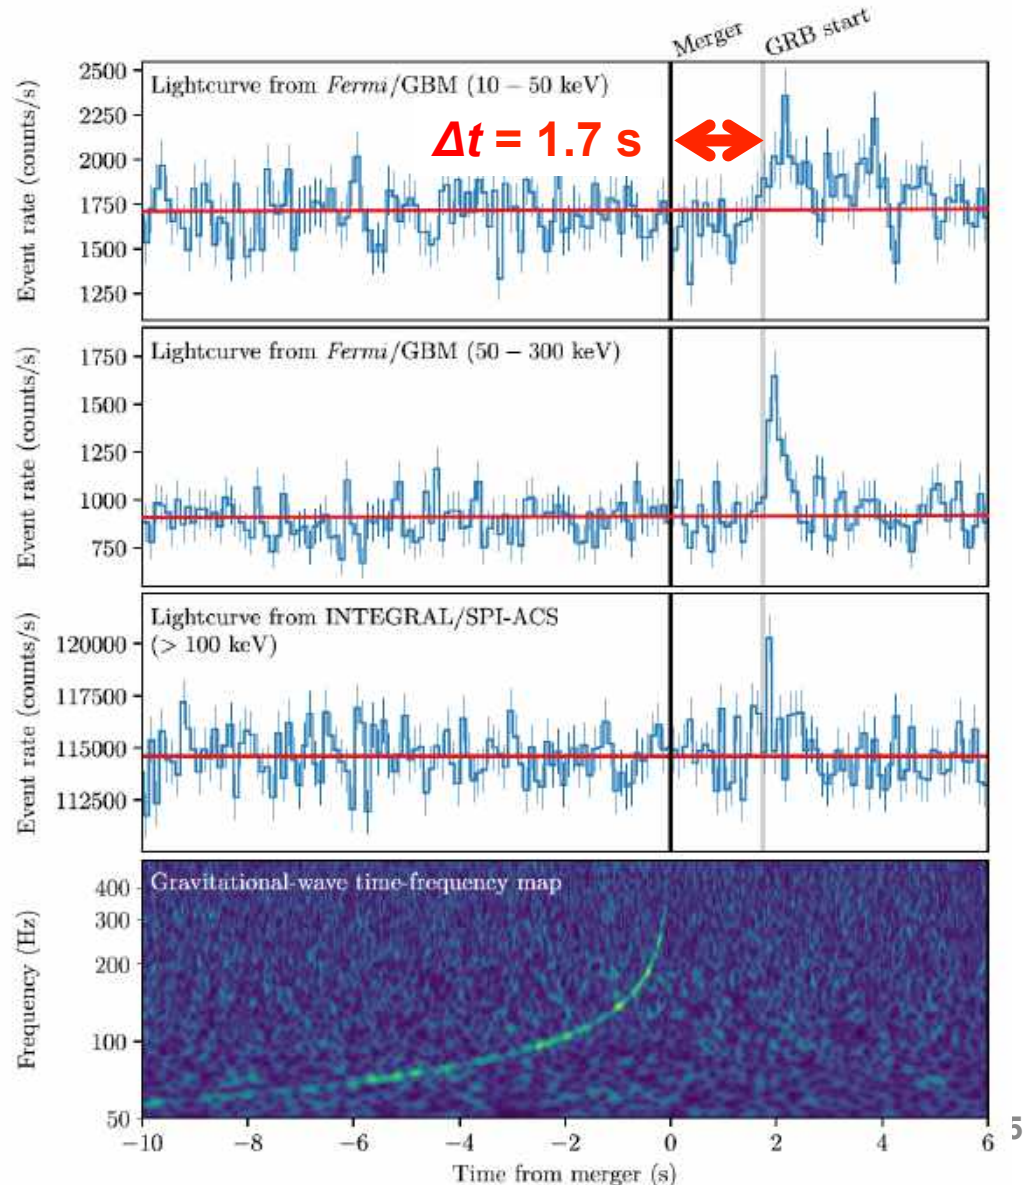 Merger
GRB start
Lightcurve from Fermi/GBM (10 − 50 keV)
Δt = 1.7 s
Event rate (counts/s)
2500
2250
2000
1750
1500
1250
Lightcurve from Fermi/GBM (50 − 300 keV)
Event rate (counts/s)
1750
1500
1250
1000
750
Lightcurve from INTEGRAL/SPI-ACS
(> 100 keV)
Event rate (counts/s)
120000
117500
115000
112500
Gravitational-wave time-frequency map
Frequency (Hz)
400
300
200
100
50
−10
−8
−6
−4
−2
0
2
4
6
Time from merger (s)
5